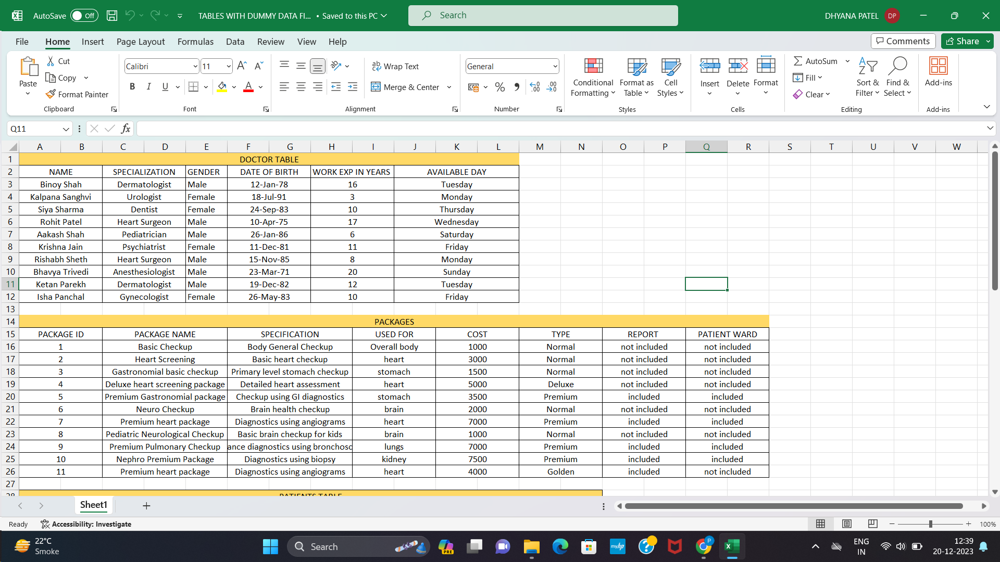 AutoSave Off TABLES WITH DUMMY DATA FI... • Saved to this PC Search DHYANA PATEL DP
File Home Insert Page Layout Formulas Data Review View Help Comments Share
Cut
Copy
Format Painter
Paste
Clipboard
Calibri 11
B I U A
Font
Wrap Text
Merge & Center
Alignment
General
Number
Conditional Formatting
Format as Table
Cell Styles
Styles
Insert Delete Format
Cells
AutoSum
Fill
Clear
Sort & Filter
Find & Select
Editing
Add-ins
Add-ins
Q11 fx
A B C D E F G H I J K L M N O P Q R S T U V W
1 DOCTOR TABLE
2 NAME SPECIALIZATION GENDER DATE OF BIRTH WORK EXP IN YEARS AVAILABLE DAY
3 Binoy Shah Dermatologist Male 12-Jan-78 16 Tuesday
4 Kalpana Sanghvi Urologist Female 18-Jul-91 3 Monday
5 Siya Sharma Dentist Female 24-Sep-83 10 Thursday
6 Rohit Patel Heart Surgeon Male 10-Apr-75 17 Wednesday
7 Aakash Shah Pediatrician Male 26-Jan-86 6 Saturday
8 Krishna Jain Psychiatrist Female 11-Dec-81 11 Friday
9 Rishabh Sheth Heart Surgeon Male 15-Nov-85 8 Monday
10 Bhavya Trivedi Anesthesiologist Male 23-Mar-71 20 Sunday
11 Ketan Parekh Dermatologist Male 19-Dec-82 12 Tuesday
12 Isha Panchal Gynecologist Female 26-May-83 10 Friday
13
14 PACKAGES
15 PACKAGE ID PACKAGE NAME SPECIFICATION USED FOR COST TYPE REPORT PATIENT WARD
16 1 Basic Checkup Body General Checkup Overall body 1000 Normal not included not included
17 2 Heart Screening Basic heart checkup heart 3000 Normal not included not included
18 3 Gastronomial basic checkup Primary level stomach checkup stomach 1500 Normal not included not included
19 4 Deluxe heart screening package Detailed heart assessment heart 5000 Deluxe not included not included
20 5 Premium Gastronomial package Checkup using GI diagnostics stomach 3500 Premium included included
21 6 Neuro Checkup Brain health checkup brain 2000 Normal not included not included
22 7 Premium heart package Diagnostics using angiograms heart 7000 Premium included included
23 8 Pediatric Neurological Checkup Basic brain checkup for kids brain 1000 Normal not included not included
24 9 Premium Pulmonary Checkup ance diagnostics using bronchosc lungs 7000 Premium included included
25 10 Nephro Premium Package Diagnostics using biopsy kidney 7500 Premium included included
26 11 Premium heart package Diagnostics using angiograms heart 4000 Golden included not included
27
28 PATIENTS TABLE
Sheet1
Ready Accessibility: Investigate 100%
22°C
Smoke
Search
PRE
myhp
ENG
IN
12:39
20-12-2023